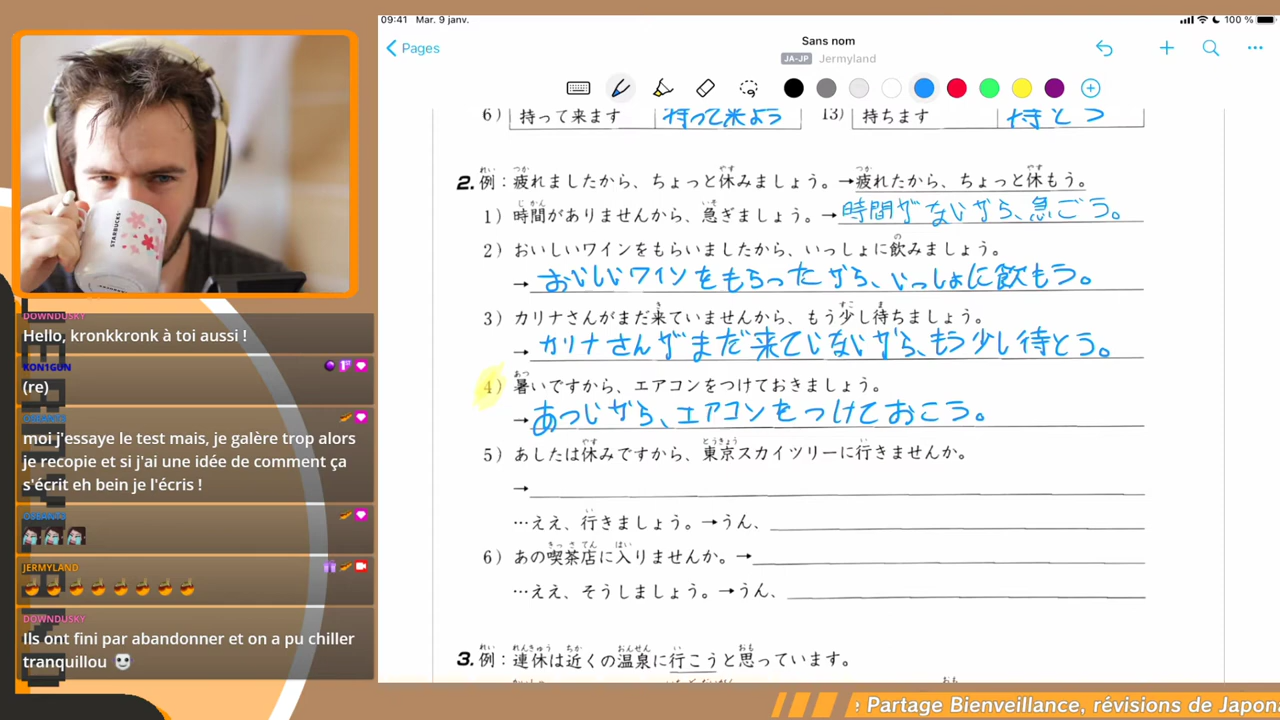 09:41 Mar. 9 janv.
100 %
Pages
Sans nom
JA-JP Jermyland
STARBUCKS
6) 持って来ます 持って来よう 13) 持ちます 持とう
2. 例：疲れましたから、ちょっと休みましょう。→疲れたから、ちょっと休もう。
1) 時間がありませんから、急ぎましょう。→時間がないから、急ごう。
2) おいしいワインをもらいましたから、いっしょに飲みましょう。
→おいしいワインをもらったから、いっしょに飲もう。
3) カリナさんがまだ来ていませんから、もう少し待ちましょう。
→カリナさんがまだ来ていないから、もう少し待とう。
4) 暑いですから、エアコンをつけておきましょう。
→あついから、エアコンをつけておこう。
5) あしたは休みですから、東京スカイツリーに行きませんか。
→
…ええ、行きましょう。→うん、
6) あの喫茶店に入りませんか。→
…ええ、そうしましょう。→うん、
3. 例：連休は近くの温泉に行こうと思っています。
DOWNDUSKY
Hello, kronkkronk à toi aussi !
KON1GUN
(re)
moi j'essaye le test mais, je galère trop alors
je recopie et si j'ai une idée de comment ça
s'écrit eh bein je l'écris !
JERMYLAND
DOWNDUSKY
Ils ont fini par abandonner et on a pu chiller
tranquillou
: Partage Bienveillance, révisions de Japona